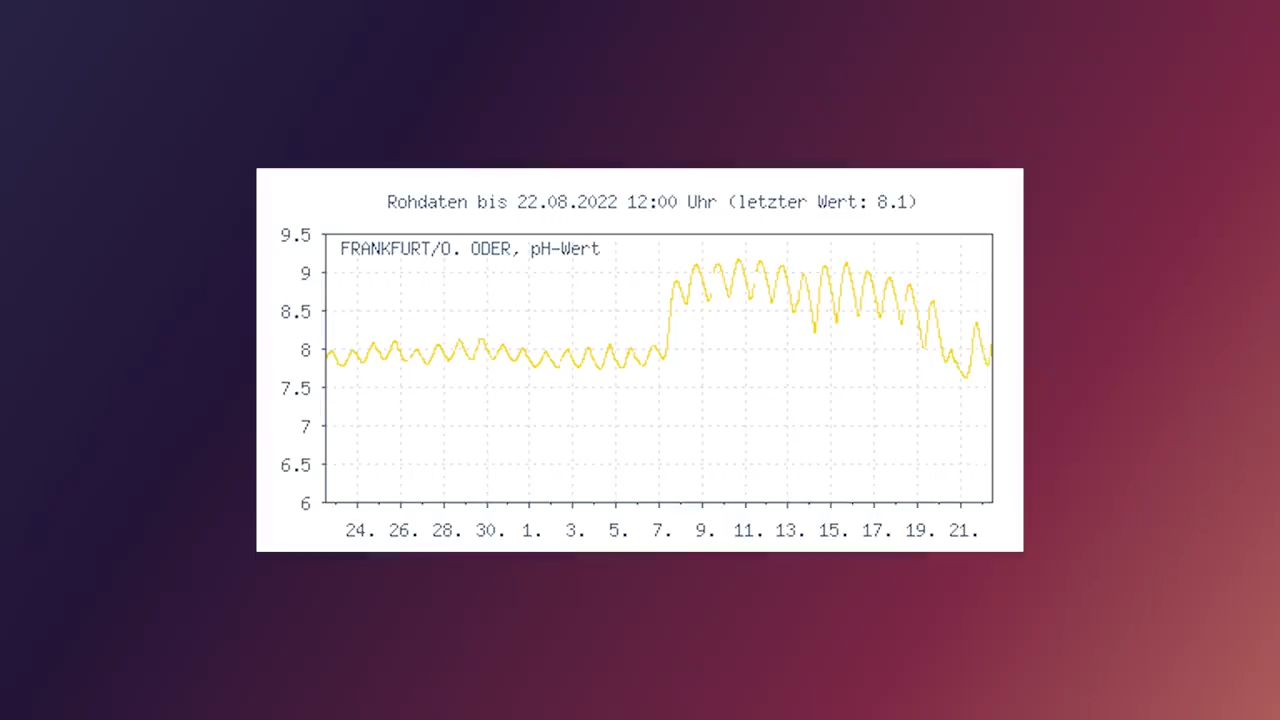 Rohdaten bis 22.08.2022 12:00 Uhr (letzter Wert: 8.1)
FRANKFURT/O. ODER, pH-Wert
9.5
9
8.5
8
7.5
7
6.5
6
24. 26. 28. 30. 1. 3. 5. 7. 9. 11. 13. 15. 17. 19. 21.